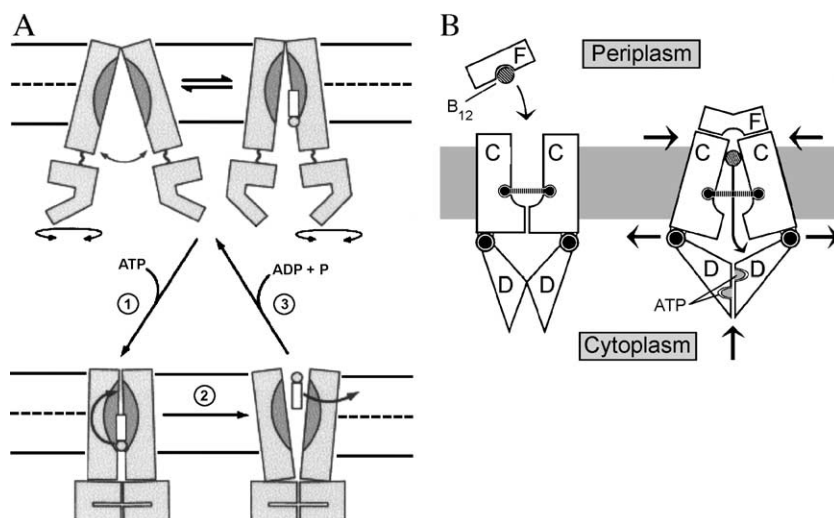 A
ATP
1
ADP + P
3
2
B
F
Periplasm
B12
F
C C
C C
D D
D D
ATP
Cytoplasm